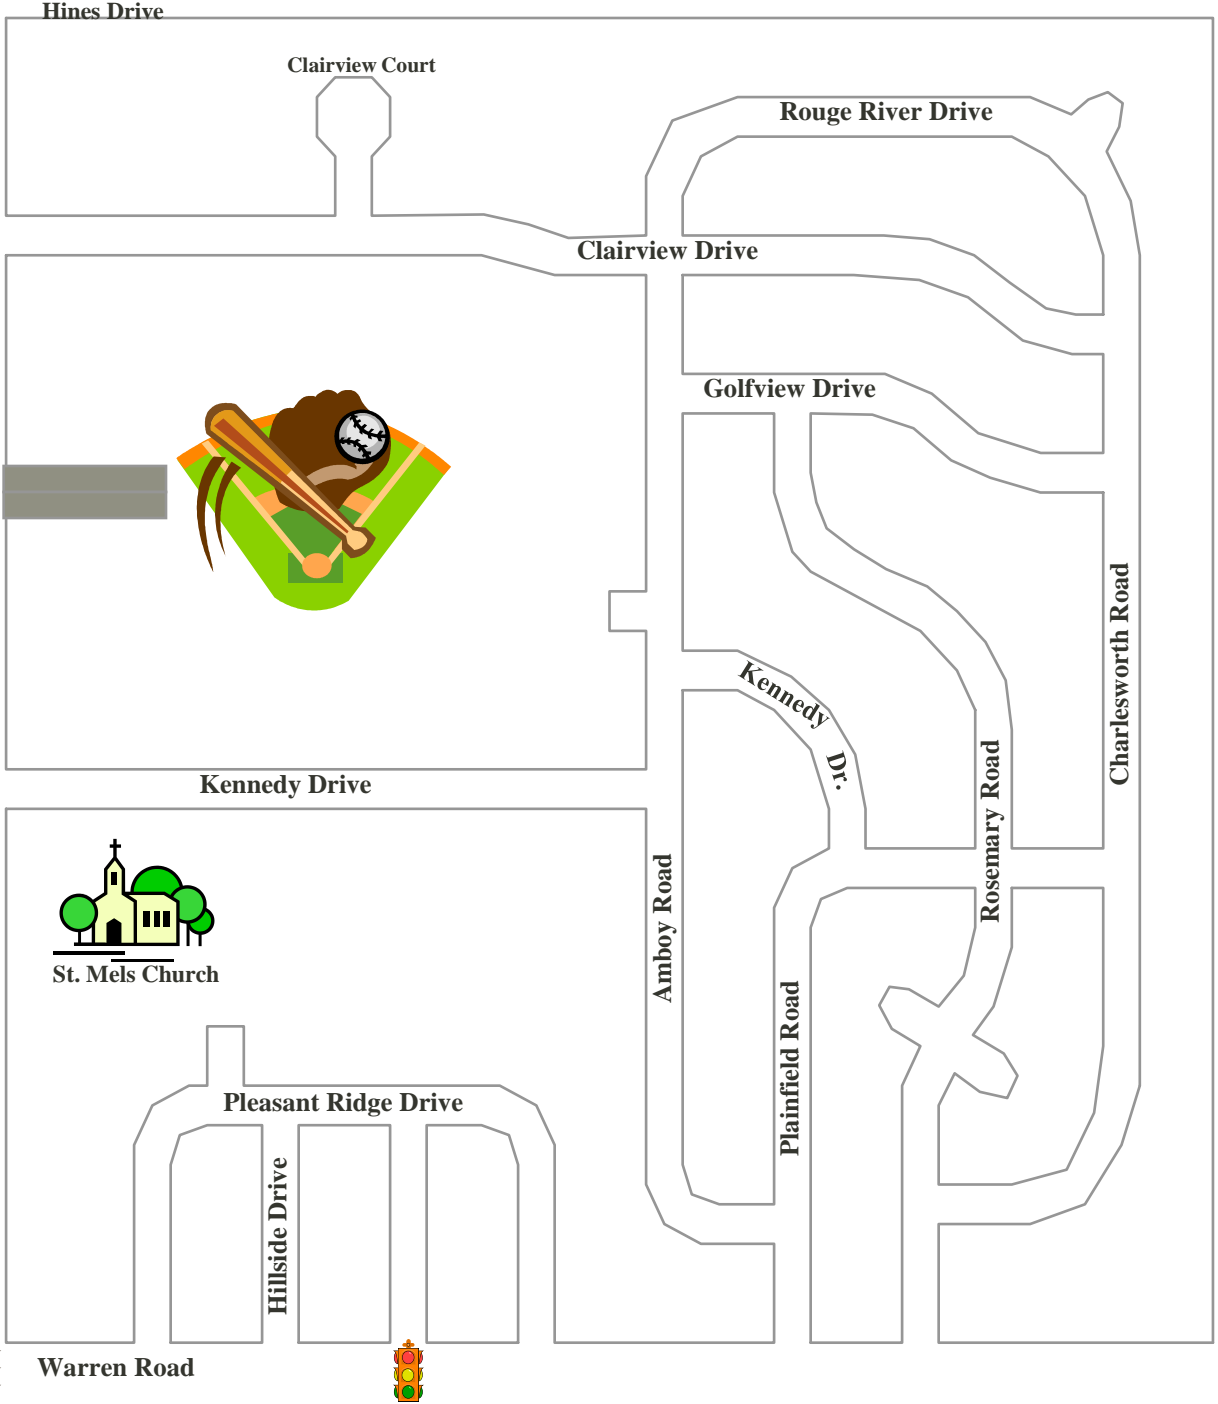 Hines Drive
Clairview Court
Rouge River Drive
Clairview Drive
Golfview Drive
Charlesworth Road
Kennedy
Dr.
Rosemary Road
Kennedy Drive
Amboy Road
St. Mels Church
Plainfield Road
Pleasant Ridge Drive
Hillside Drive
Warren Road